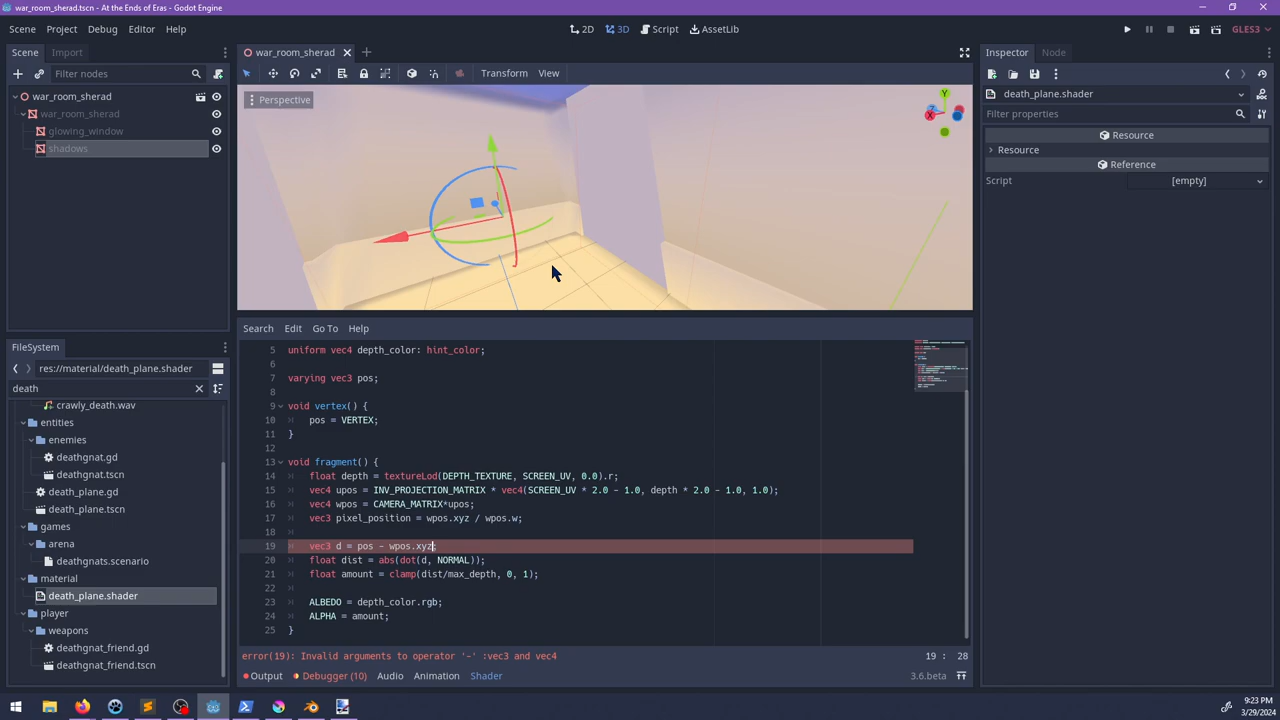 war_room_sherad.tscn - At the Ends of Eras - Godot Engine
Scene Project Debug Editor Help
2D 3D Script AssetLib
GLES3
Scene Import
war_room_sherad
Inspector Node
Filter nodes
Transform View
death_plane.shader
war_room_sherad
Perspective
Y
Z
X
Filter properties
war_room_sherad
glowing_window
Resource
shadows
Resource
Reference
Script [empty]
Search Edit Go To Help
FileSystem
5 uniform vec4 depth_color: hint_color;
res://material/death_plane.shader
6
7 varying vec3 pos;
death
8
crawly_death.wav
9 void vertex() {
entities
10 pos = VERTEX;
enemies
11 }
deathgnat.gd
12
deathgnat.tscn
13 void fragment() {
14 float depth = textureLod(DEPTH_TEXTURE, SCREEN_UV, 0.0).r;
death_plane.gd
15 vec4 upos = INV_PROJECTION_MATRIX * vec4(SCREEN_UV * 2.0 - 1.0, depth * 2.0 - 1.0, 1.0);
death_plane.tscn
16 vec4 wpos = CAMERA_MATRIX*upos;
games
17 vec3 pixel_position = wpos.xyz / wpos.w;
arena
18
deathgnats.scenario
19 vec3 d = pos - wpos.xyz;
material
20 float dist = abs(dot(d, NORMAL));
death_plane.shader
21 float amount = clamp(dist/max_depth, 0, 1);
player
22
weapons
23 ALBEDO = depth_color.rgb;
deathgnat_friend.gd
24 ALPHA = amount;
deathgnat_friend.tscn
25 }
error(19): Invalid arguments to operator '-' :vec3 and vec4
19 : 28
Output Debugger (10) Audio Animation Shader
3.6.beta
9:23 PM
3/29/2024